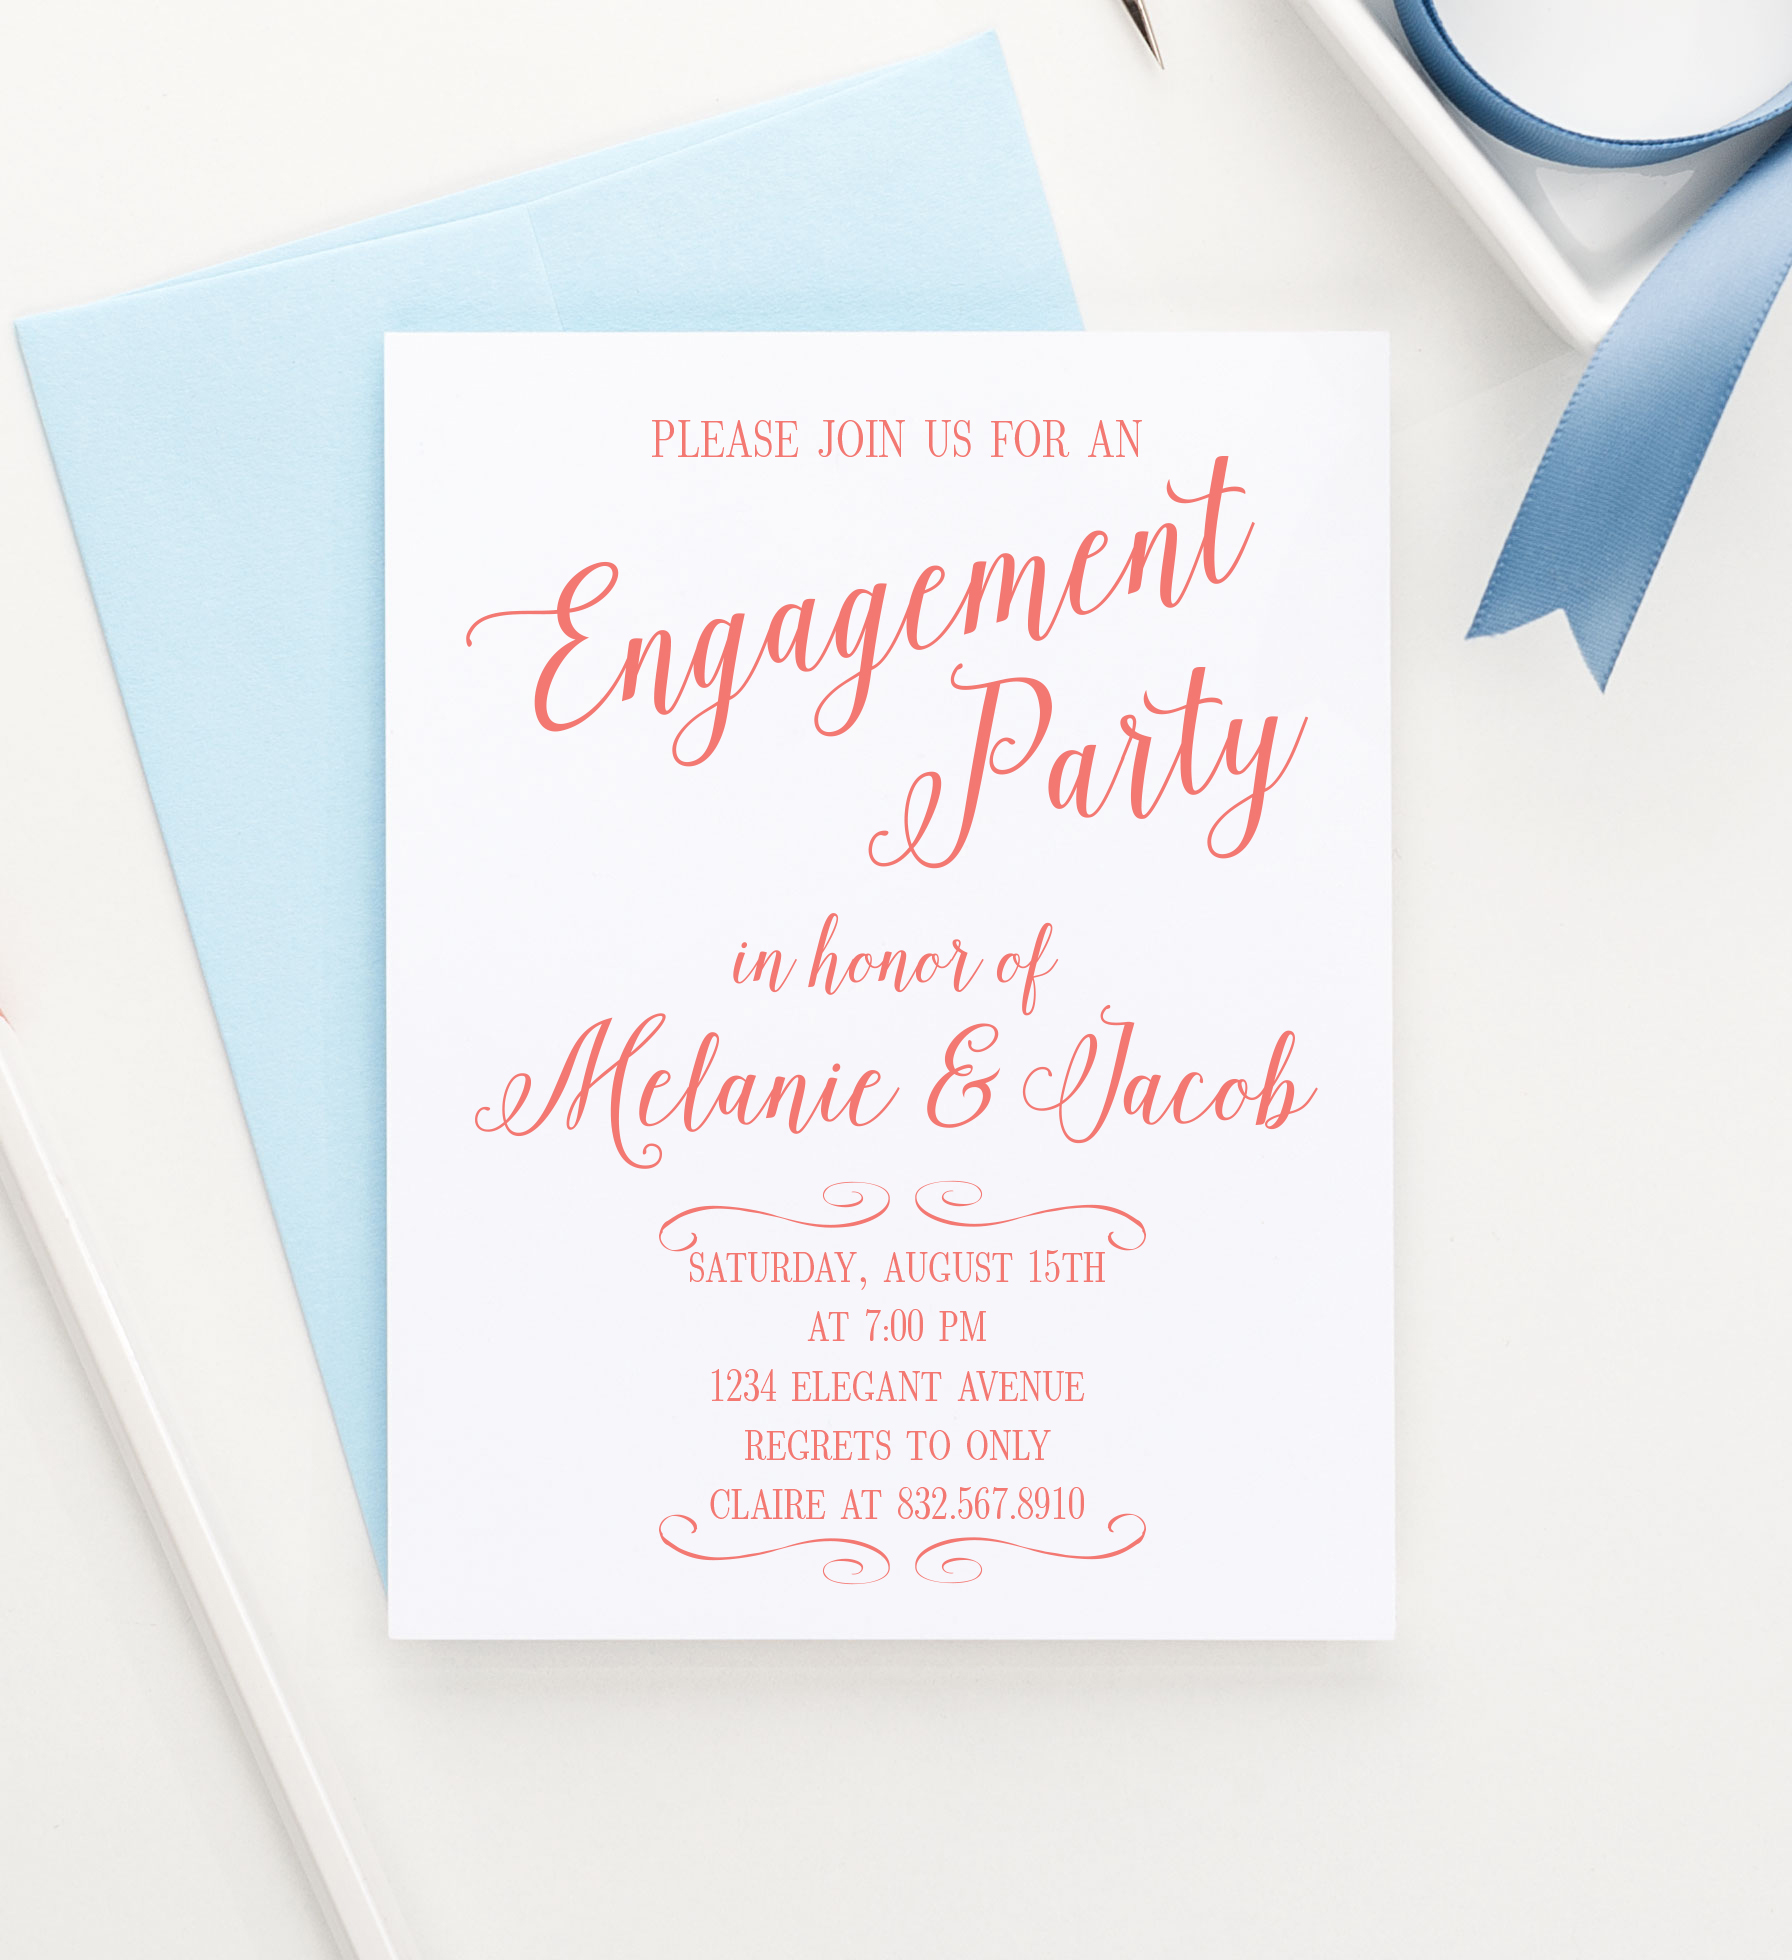 PLEASE JOIN US FOR AN
Engagement
Party
in honor of
Melanie & Jacob
SATURDAY, AUGUST 15TH
AT 7:00 PM
1234 ELEGANT AVENUE
REGRETS TO ONLY
CLAIRE AT 832.567.8910